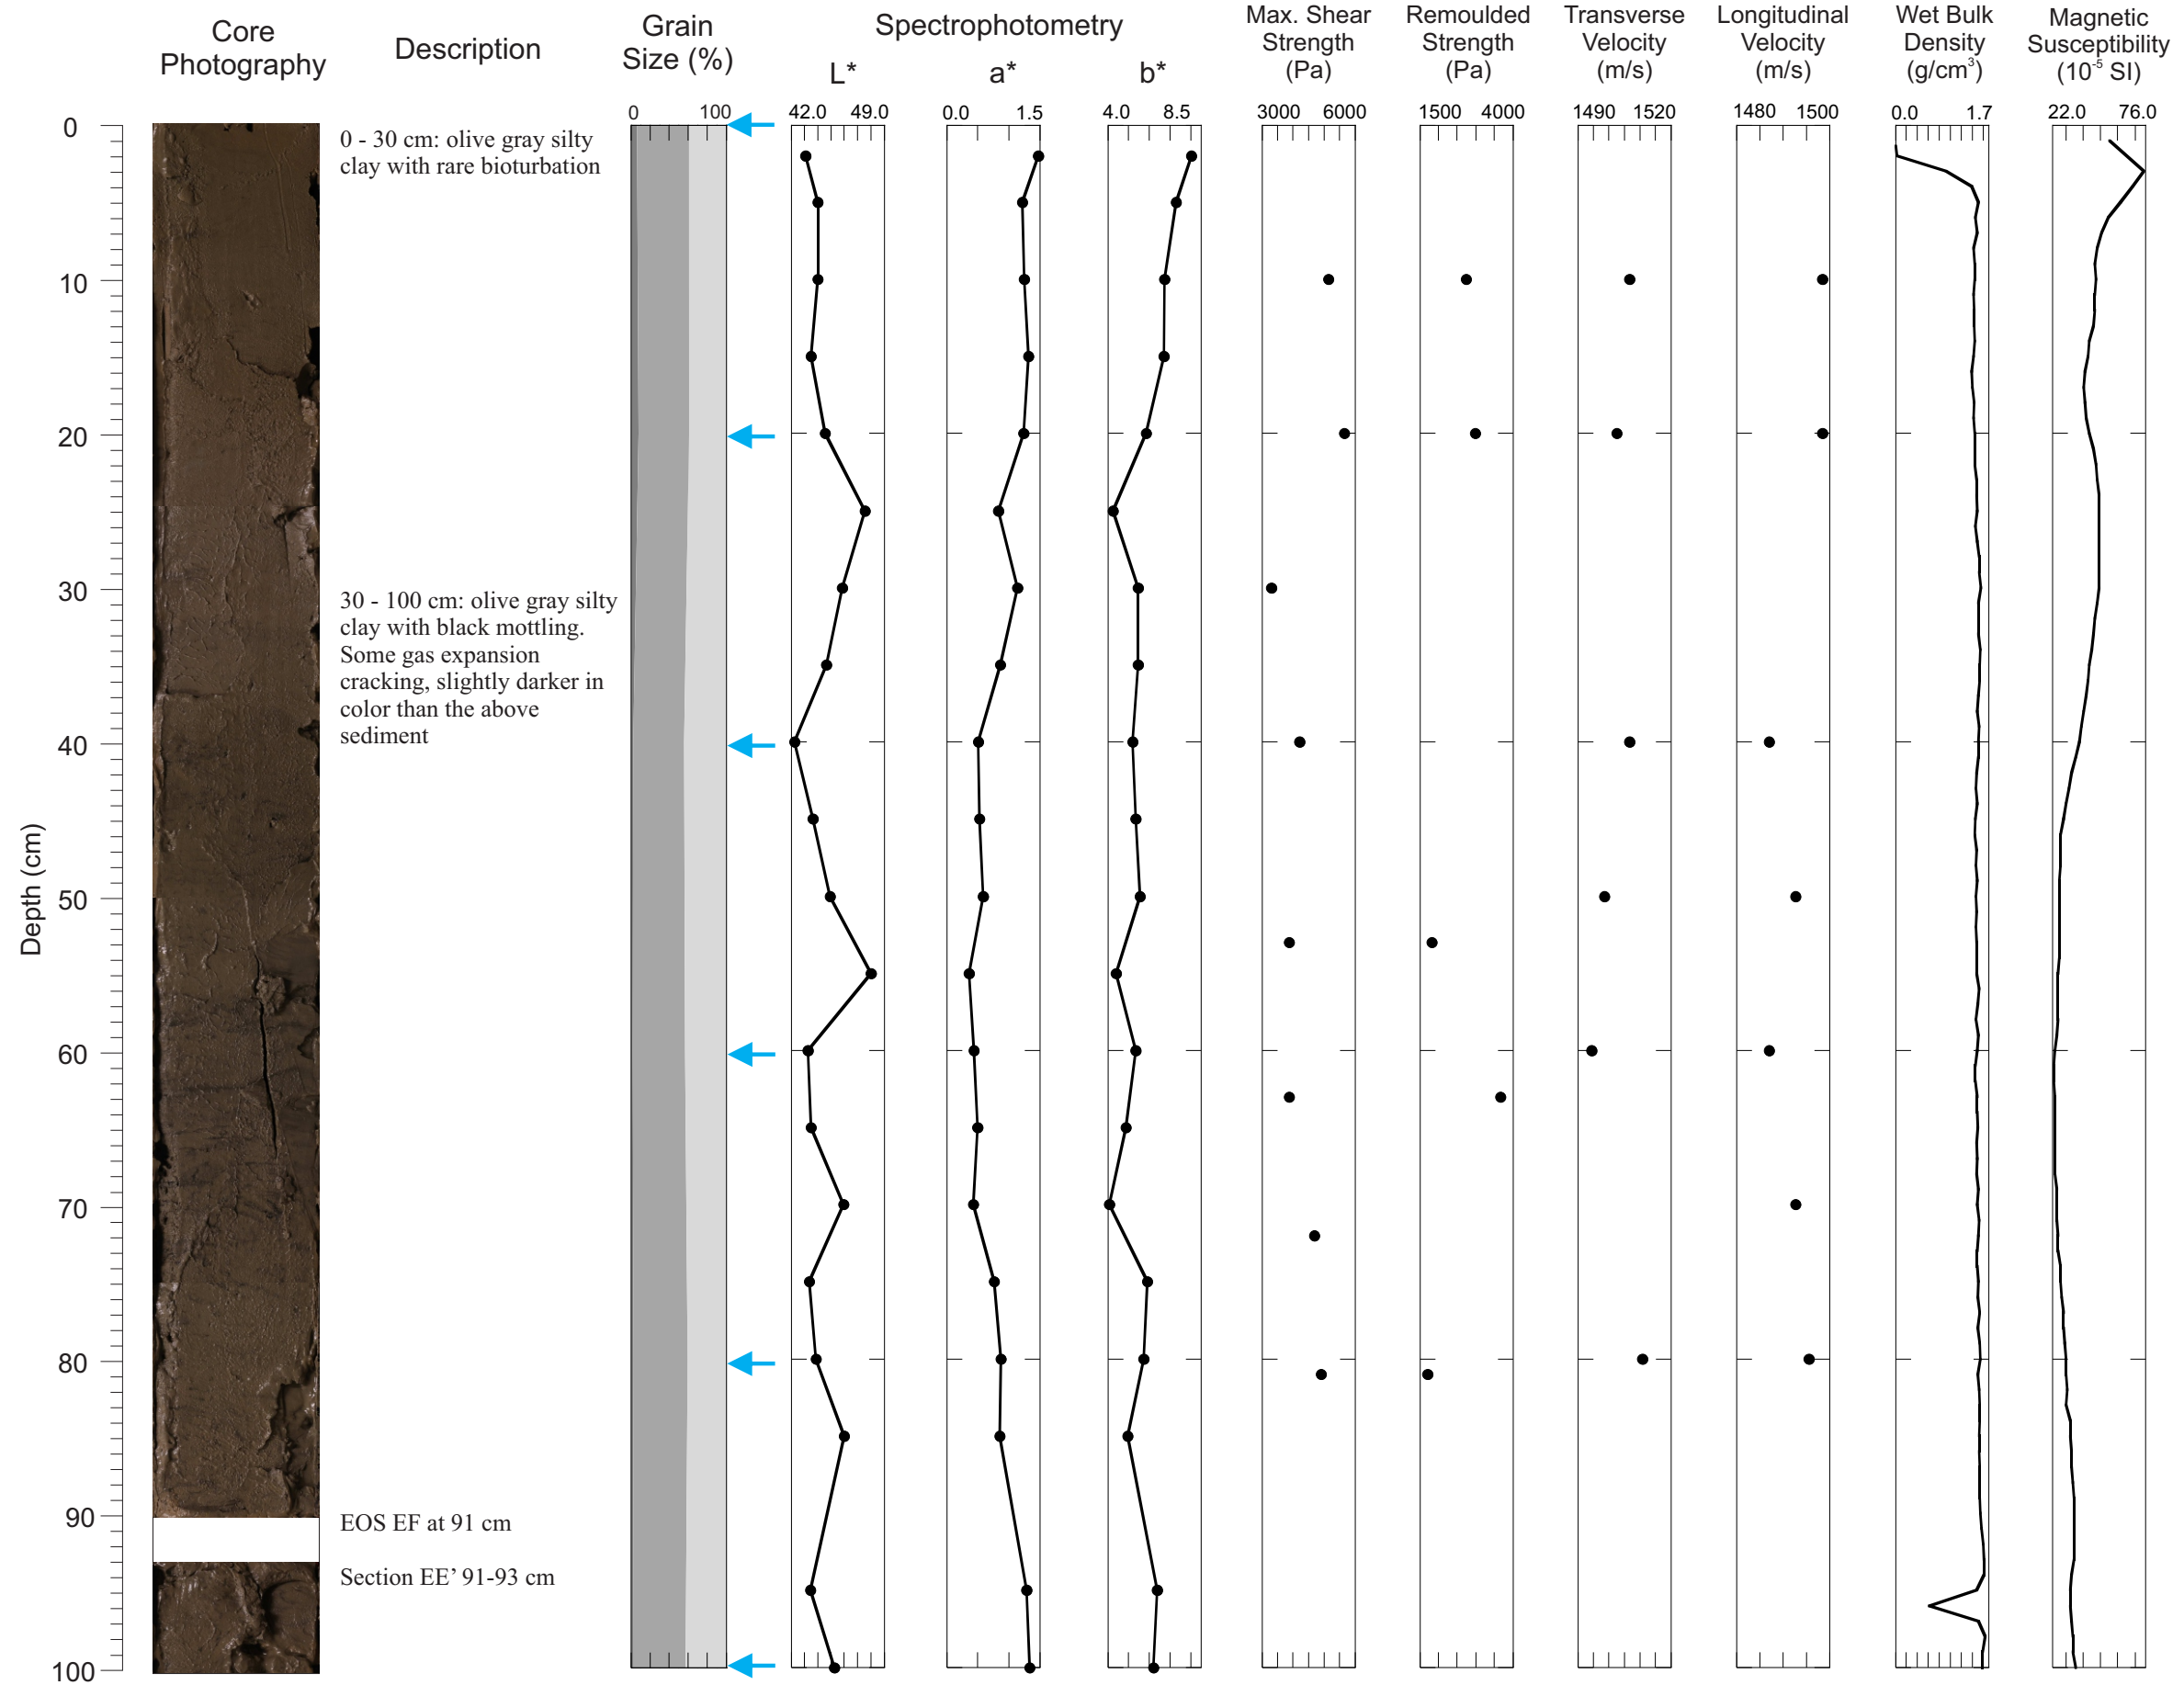 Core
Photography
Description
Grain
Size (%)
Spectrophotometry
L*
a*
b*
Max. Shear
Strength
(Pa)
Remoulded
Strength
(Pa)
Transverse
Velocity
(m/s)
Longitudinal
Velocity
(m/s)
Wet Bulk
Density
(g/cm³)
Magnetic
Susceptibility
(10⁻⁵ SI)
0 100
42.0 49.0
0.0 1.5
4.0 8.5
3000 6000
1500 4000
1490 1520
1480 1500
0.0 1.7
22.0 76.0
Depth (cm)
0
10
20
30
40
50
60
70
80
90
100
0 - 30 cm: olive gray silty
clay with rare bioturbation
30 - 100 cm: olive gray silty
clay with black mottling.
Some gas expansion
cracking, slightly darker in
color than the above
sediment
EOS EF at 91 cm
Section EE’ 91-93 cm